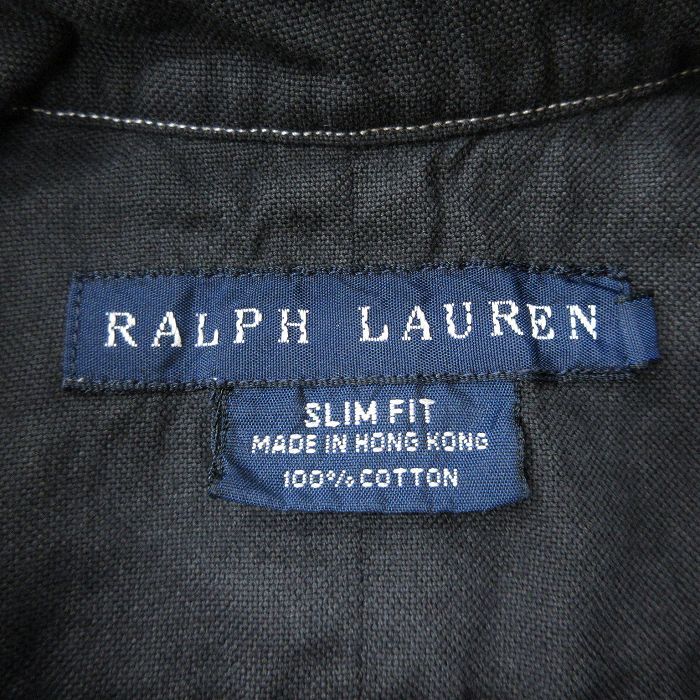 RALPH LAUREN
SLIM FIT
MADE IN HONG KONG
100% COTTON